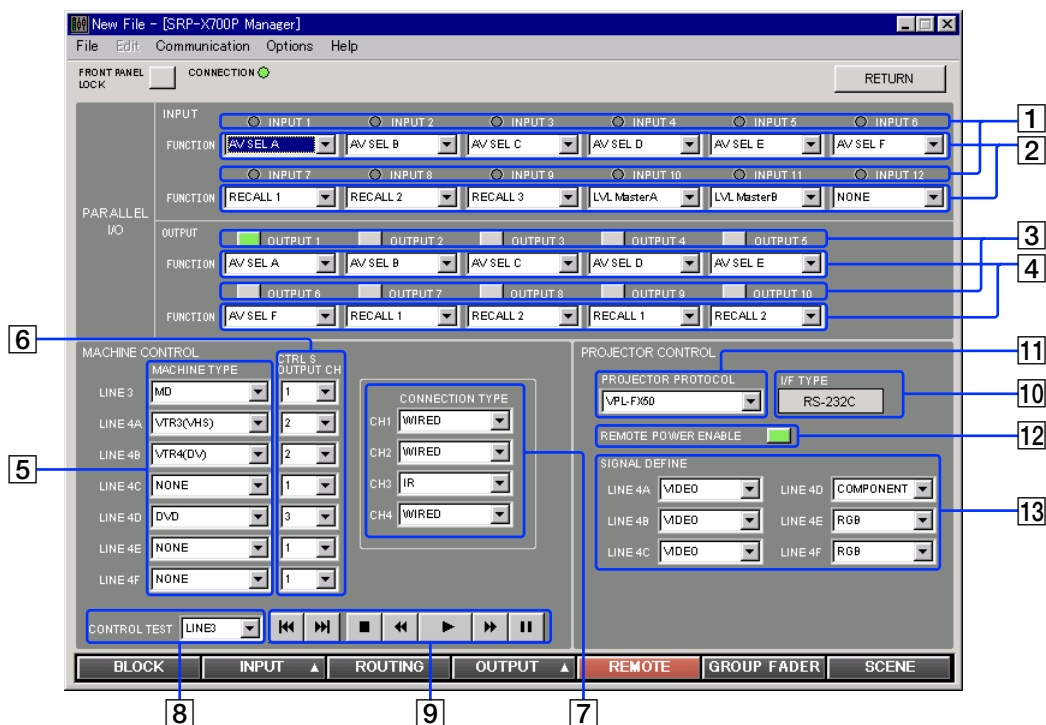 New File - [SRP-X700P Manager]
File Edit Communication Options Help
FRONT PANEL LOCK CONNECTION RETURN
INPUT INPUT 1 INPUT 2 INPUT 3 INPUT 4 INPUT 5 INPUT 6 1
FUNCTION AV SEL A AV SEL B AV SEL C AV SEL D AV SEL E AV SEL F 2
INPUT 7 INPUT 8 INPUT 9 INPUT 10 INPUT 11 INPUT 12
FUNCTION RECALL 1 RECALL 2 RECALL 3 LVL MasterA LVL MasterB NONE
PARALLEL
I/O
OUTPUT OUTPUT 1 OUTPUT 2 OUTPUT 3 OUTPUT 4 OUTPUT 5 3
FUNCTION AV SEL A AV SEL B AV SEL C AV SEL D AV SEL E 4
OUTPUT 6 OUTPUT 7 OUTPUT 8 OUTPUT 9 OUTPUT 10
FUNCTION AV SEL F RECALL 1 RECALL 2 RECALL 1 RECALL 2
6
MACHINE CONTROL
MACHINE TYPE
CTRL S
OUTPUT CH
LINE 3 MD 1
LINE 4A VTR3(VHS) 2
LINE 4B VTR4(DV) 2
5
LINE 4C NONE 1
LINE 4D DVD 3
LINE 4E NONE 1
LINE 4F NONE 1
CONNECTION TYPE
CH1 WIRED
CH2 WIRED
CH3 IR
CH4 WIRED
PROJECTOR CONTROL 11
PROJECTOR PROTOCOL I/F TYPE
VPL-FX50 RS-232C 10
REMOTE POWER ENABLE 12
SIGNAL DEFINE
LINE 4A VIDEO LINE 4D COMPONENT
LINE 4B VIDEO LINE 4E RGB 13
LINE 4C VIDEO LINE 4F RGB
CONTROL TEST LINE3
BLOCK INPUT ROUTING OUTPUT REMOTE GROUP FADER SCENE
8 9 7